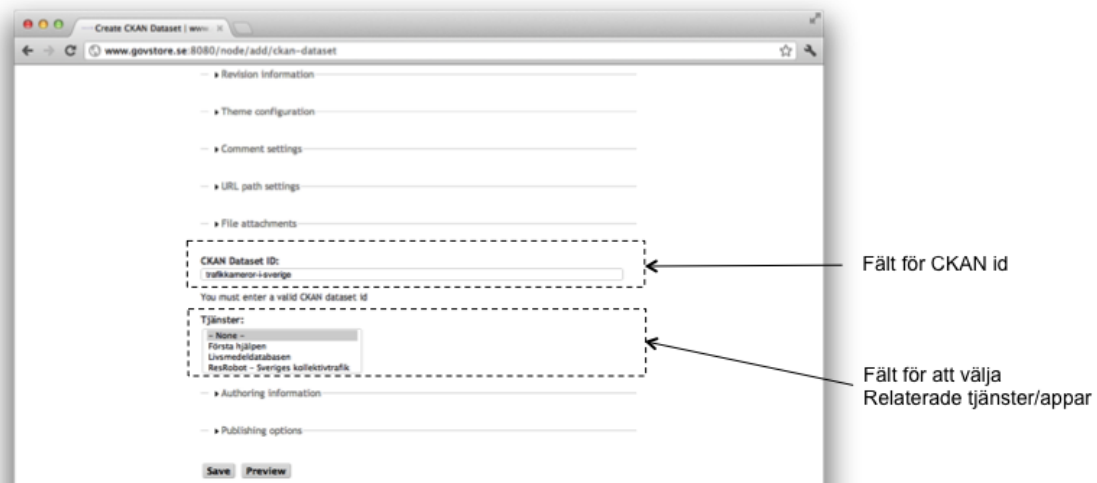 Create CKAN Dataset | www.
www.govstore.se:8080/node/add/ckan-dataset
Revision information
Theme configuration
Comment settings
URL path settings
File attachments
CKAN Dataset ID:
trafikkameror-i-sverige
You must enter a valid CKAN dataset id
Tjänster:
- None -
Första hjälpen
Livsmedeldatabasen
ResRobot - Sveriges kollektivtrafik
Authoring information
Publishing options
Save Preview
Fält för CKAN id
Fält för att välja
Relaterade tjänster/appar